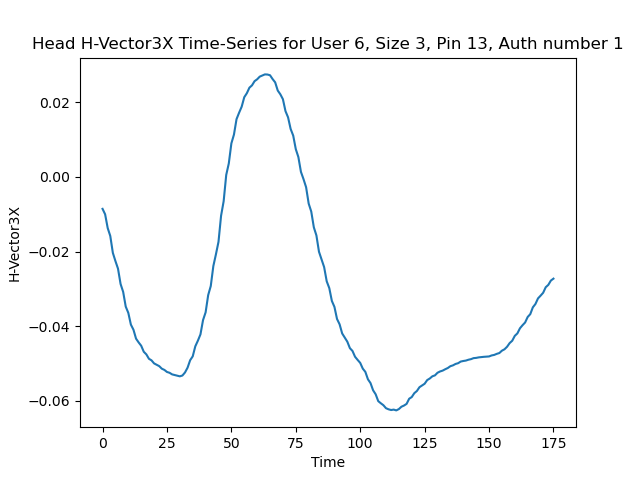 Head H-Vector3X Time-Series for User 6, Size 3, Pin 13, Auth number 1
H-Vector3X
0.02
0.00
−0.02
−0.04
−0.06
0 25 50 75 100 125 150 175
Time